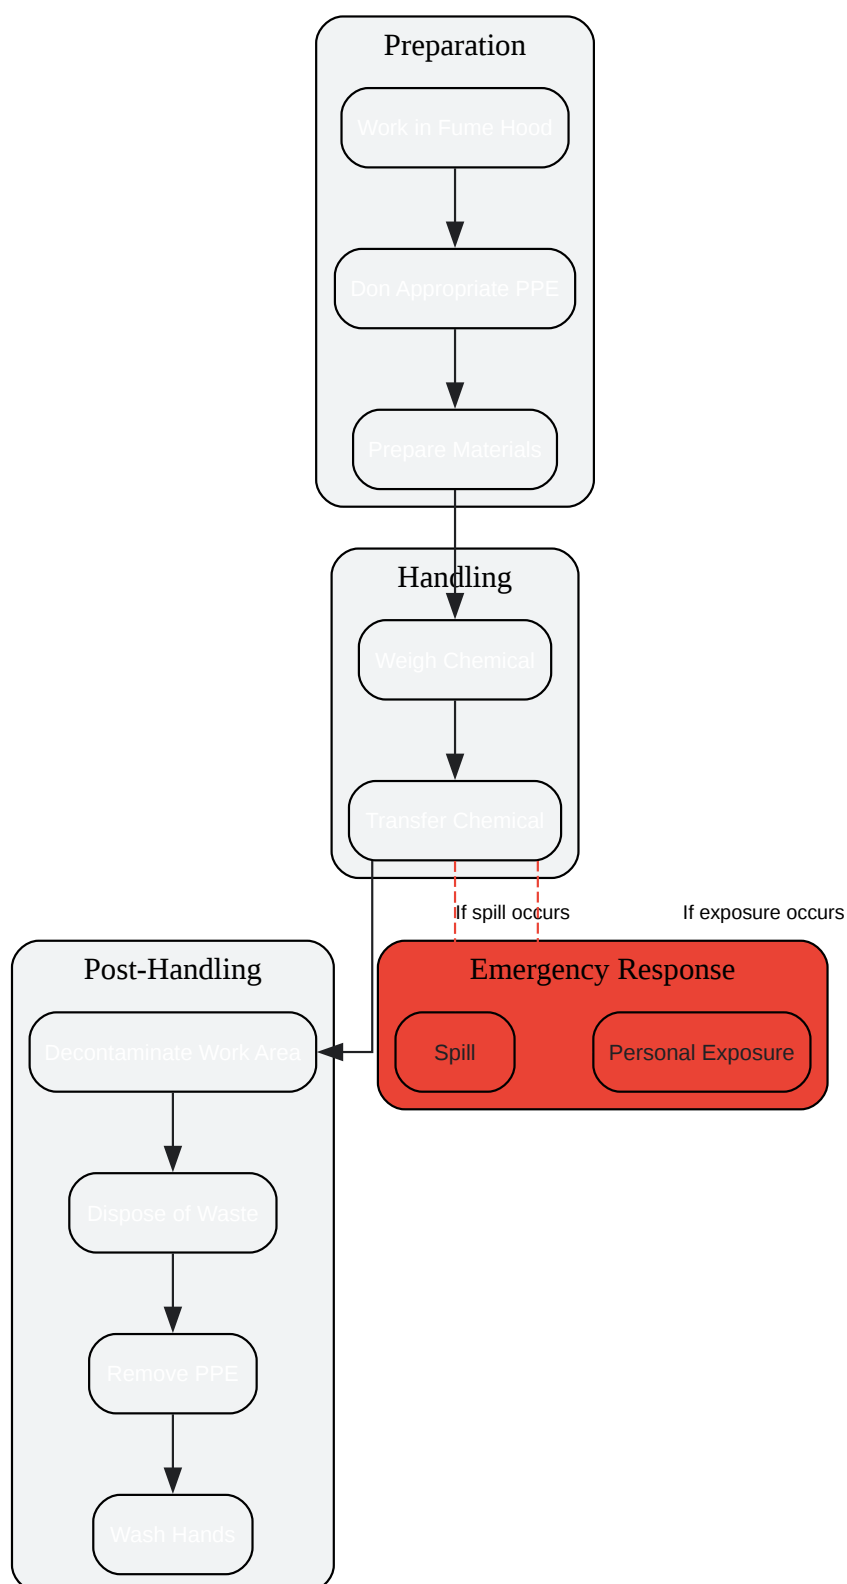 Preparation
Work in Fume Hood
Don Appropriate PPE
Prepare Materials
Handling
Weigh Chemical
Transfer Chemical
If spill occurs
If exposure occurs
Post-Handling
Decontaminate Work Area
Dispose of Waste
Remove PPE
Wash Hands
Emergency Response
Spill
Personal Exposure